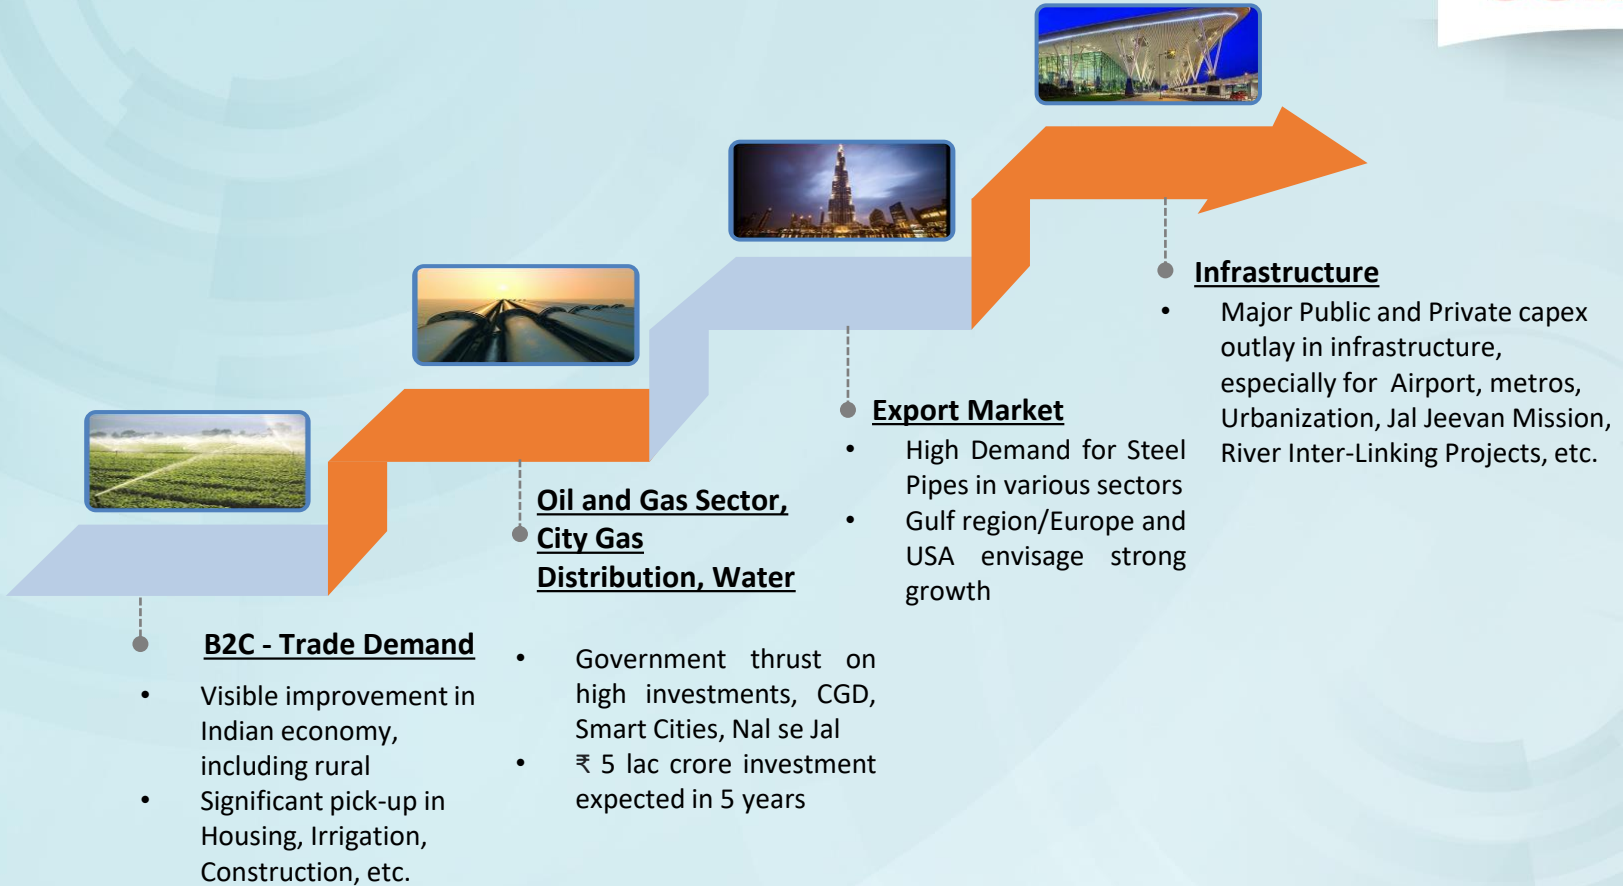 B2C - Trade Demand
• Visible improvement in
Indian economy,
including rural
• Significant pick-up in
Housing, Irrigation,
Construction, etc.
Oil and Gas Sector,
City Gas
Distribution, Water
• Government thrust on
high investments, CGD,
Smart Cities, Nal se Jal
• ₹ 5 lac crore investment
expected in 5 years
Export Market
• High Demand for Steel
Pipes in various sectors
• Gulf region/Europe and
USA envisage strong
growth
Infrastructure
• Major Public and Private capex
outlay in infrastructure,
especially for Airport, metros,
Urbanization, Jal Jeevan Mission,
River Inter-Linking Projects, etc.